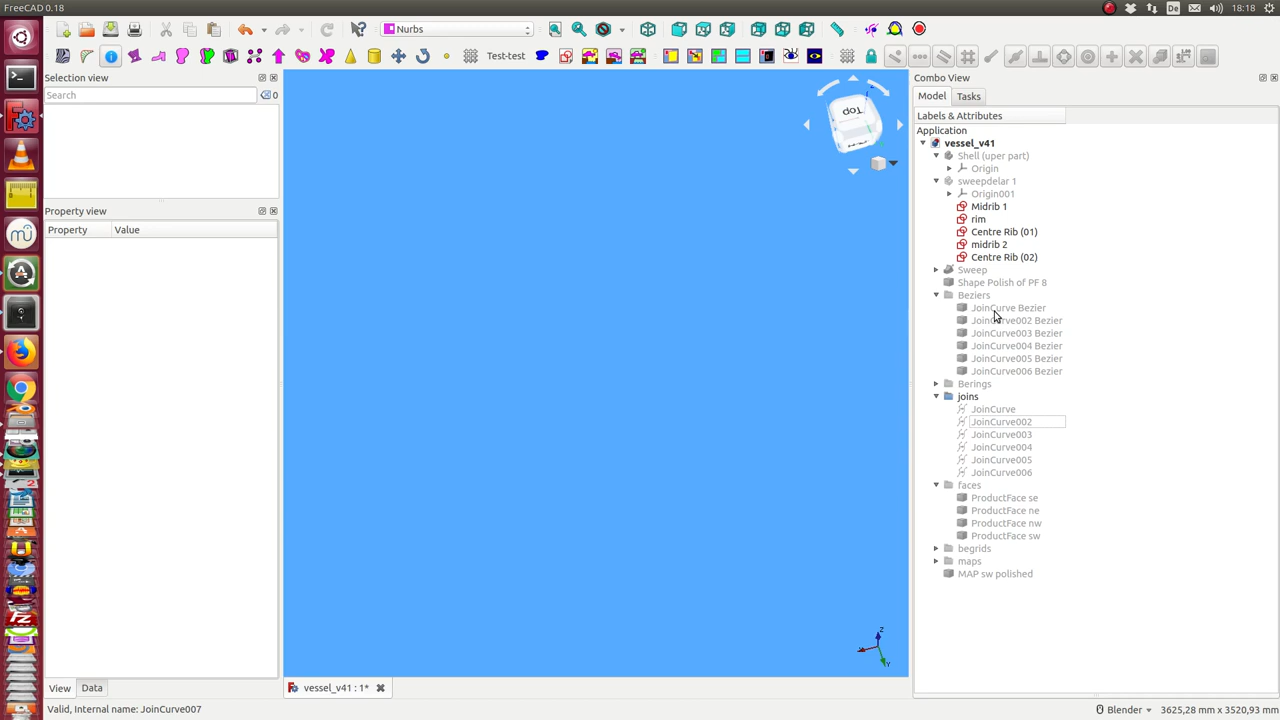 FreeCAD 0.18
De
18:18
Nurbs
Test-test
Selection view
Search
0
Property view
Property
Value
View
Data
Valid, Internal name: JoinCurve007
TOP
Z
Y
vessel_v41 : 1*
Combo View
Model
Tasks
Labels & Attributes
Application
vessel_v41
Shell (uper part)
Origin
sweepdelar 1
Origin001
Midrib 1
rim
Centre Rib (01)
midrib 2
Centre Rib (02)
Sweep
Shape Polish of PF 8
Beziers
JoinCurve Bezier
JoinCurve002 Bezier
JoinCurve003 Bezier
JoinCurve004 Bezier
JoinCurve005 Bezier
JoinCurve006 Bezier
Berings
joins
JoinCurve
JoinCurve002
JoinCurve003
JoinCurve004
JoinCurve005
JoinCurve006
faces
ProductFace se
ProductFace ne
ProductFace nw
ProductFace sw
begrids
maps
MAP sw polished
Blender
3625,28 mm x 3520,93 mm